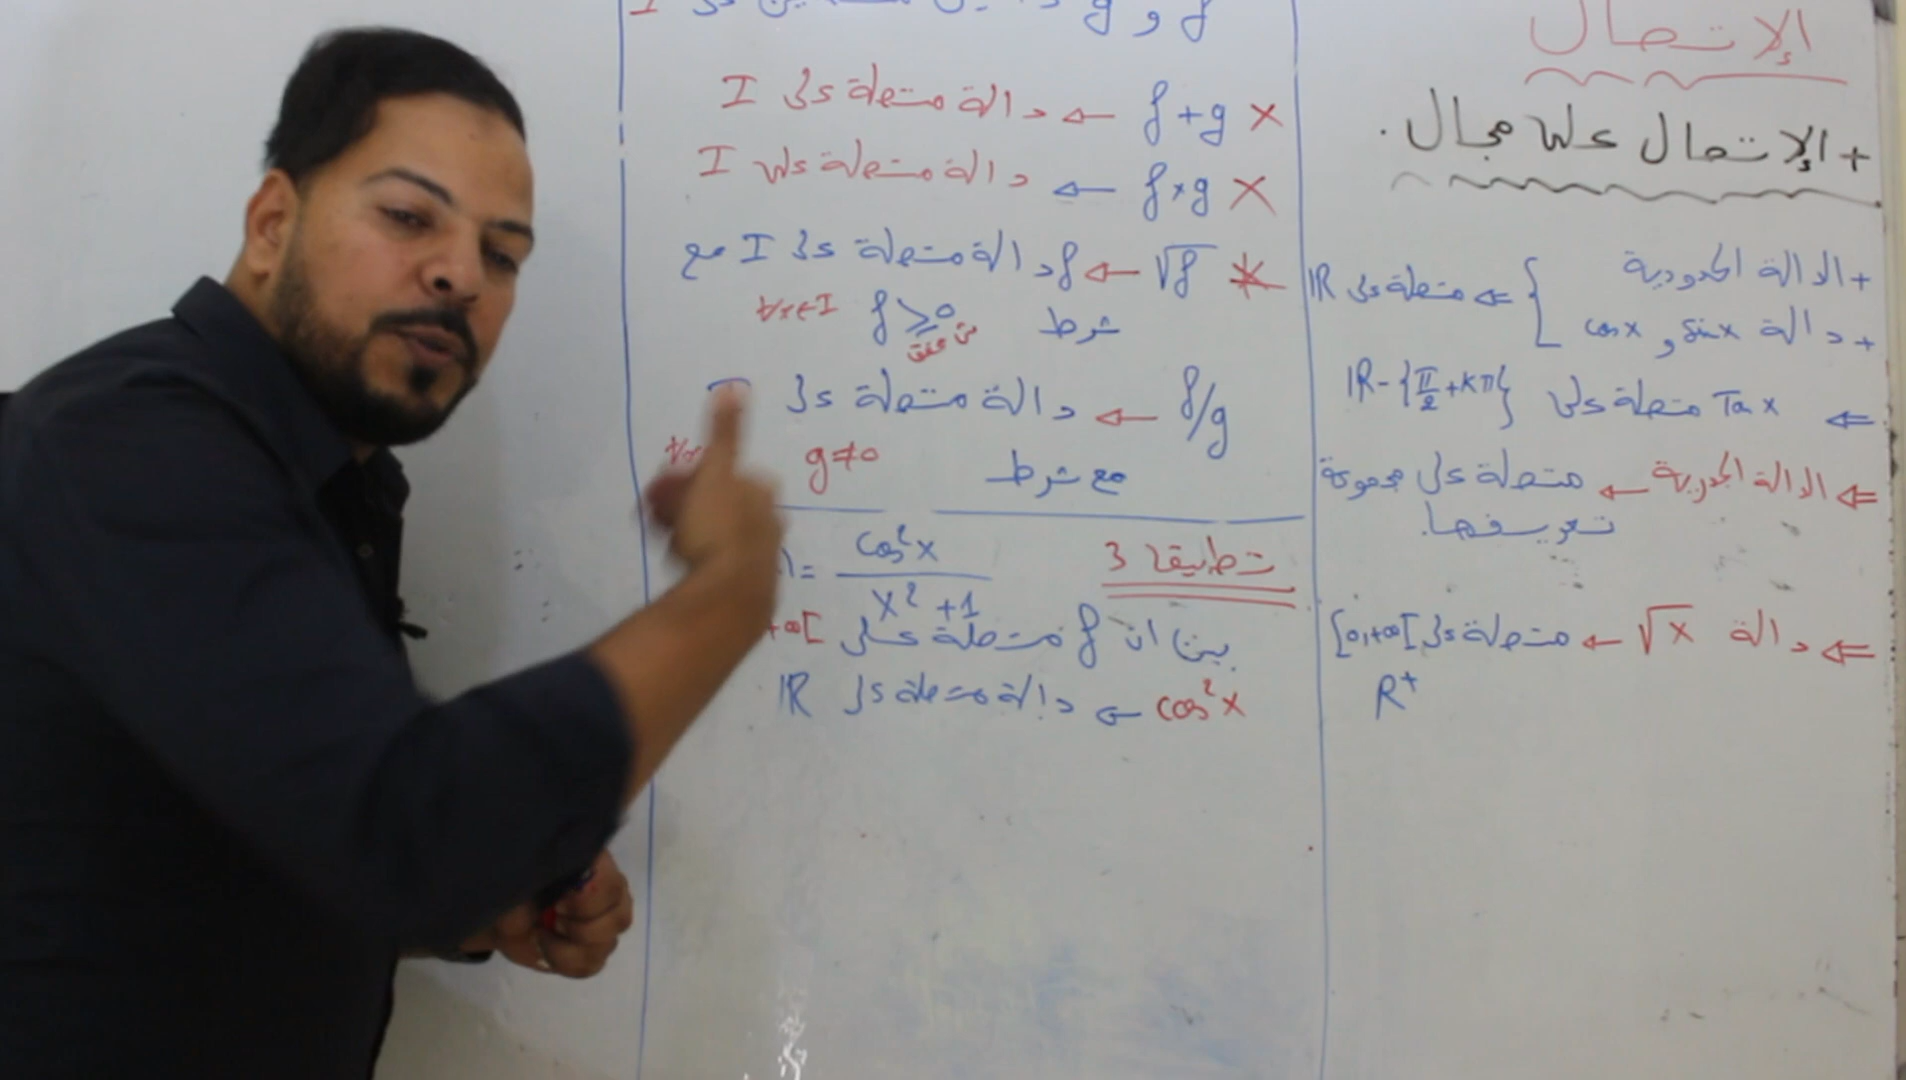 الإتصال
+ الإتصال على مجال.
+ الدالة الحدودية
+ دالة sinx و cosx } ⇐ متصلة على IR
⇐ Tan x متصلة على IR-{π/2+kπ}
⇐ الدالة الجدرية ← متصلة على مجموعة
تعريفها.
⇐ دالة √x ← متصلة على [0,+∞[
R⁺
f و g
I
× f+g ← دالة متصلة على I
× f×g ← دالة متصلة على I
× √f ← f دالة متصلة على I مع
شرط f≥0 ∀x∈I
f/g ← دالة متصلة على
مع شرط g≠0
تطبيق 3
= cos²x / x²+1
بين ان f متصلة على +∞[
cos²x ← دالة متصلة على IR